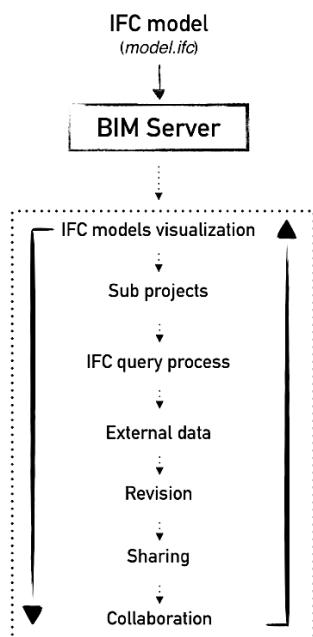 IFC model
(model.ifc)
BIM Server
IFC models visualization
Sub projects
IFC query process
External data
Revision
Sharing
Collaboration